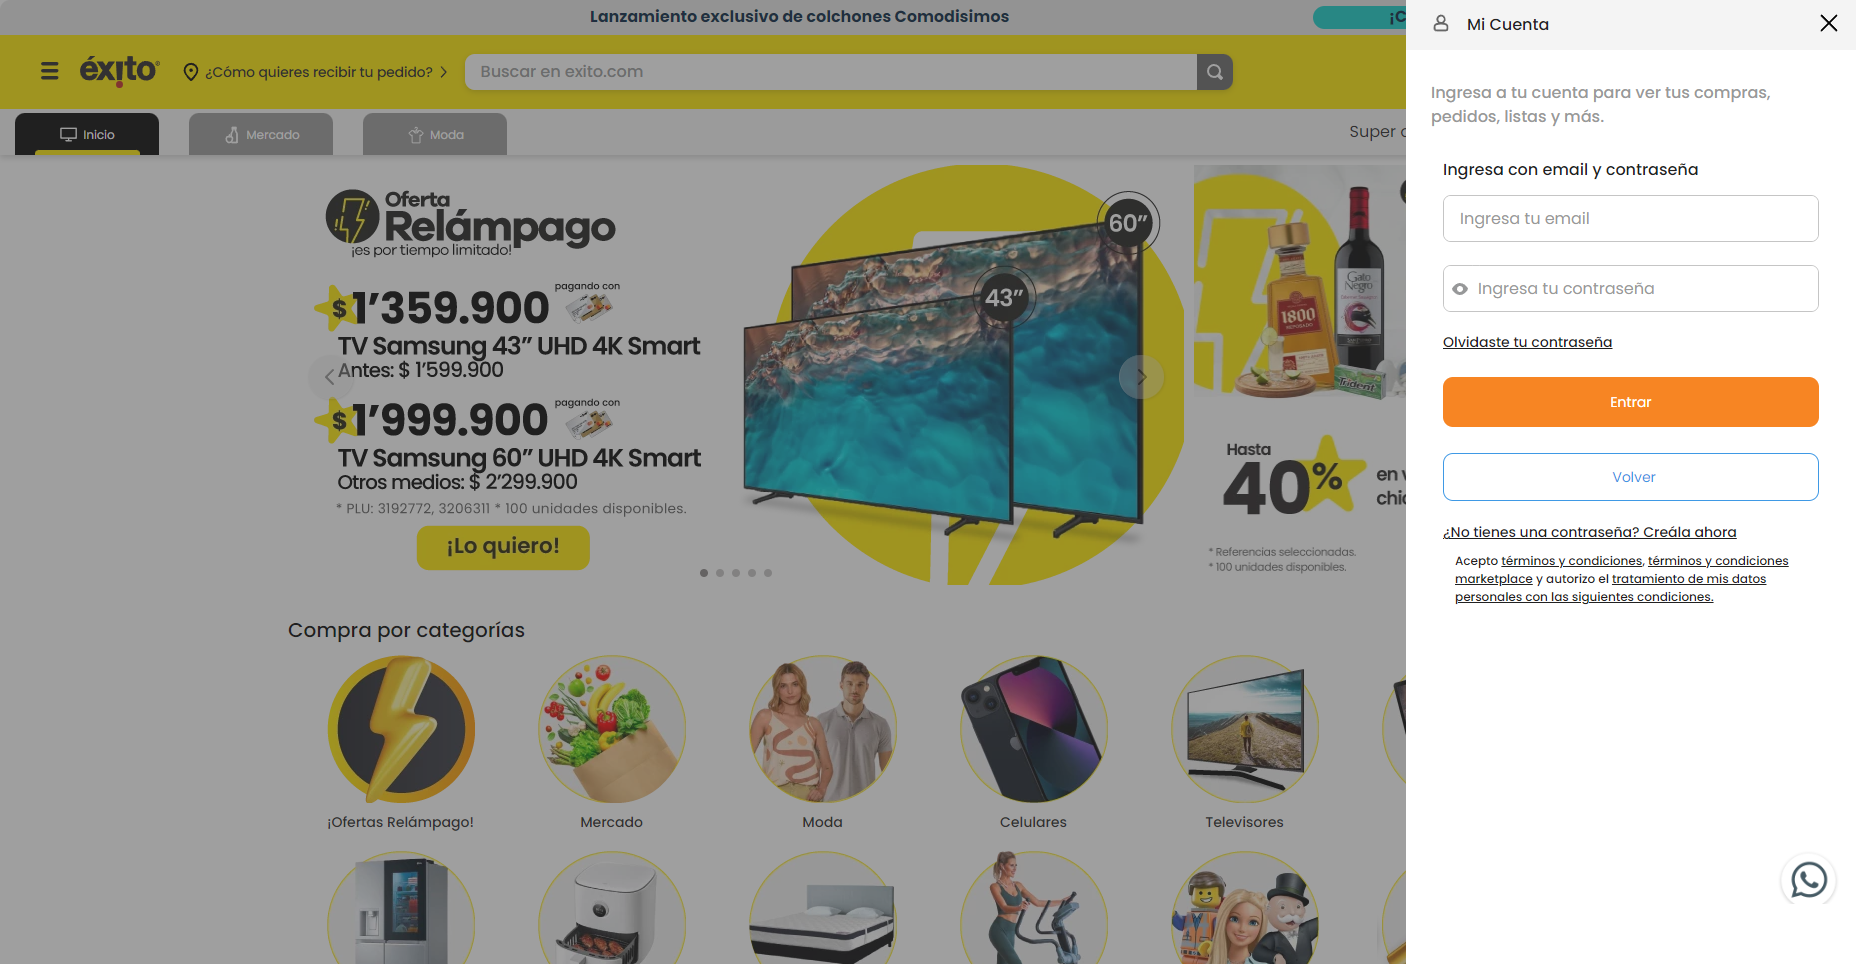 Lanzamiento exclusivo de colchones Comodisimos
¡C
éxito
¿Cómo quieres recibir tu pedido?
Buscar en exito.com
Inicio
Mercado
Moda
Super
Oferta
Relámpago
¡es por tiempo limitado!
$ 1’359.900
pagando con
TV Samsung 43” UHD 4K Smart
Antes: $ 1’599.900
$ 1’999.900
pagando con
TV Samsung 60” UHD 4K Smart
Otros medios: $ 2’299.900
* PLU: 3192772, 3206311 * 100 unidades disponibles.
¡Lo quiero!
60”
43”
1800
Gato
Negro
Trident
Hasta
40%
en v
chic
* Referencias seleccionadas.
* 100 unidades disponibles.
Compra por categorías
¡Ofertas Relámpago!
Mercado
Moda
Celulares
Televisores
Mi Cuenta
Ingresa a tu cuenta para ver tus compras,
pedidos, listas y más.
Ingresa con email y contraseña
Ingresa tu email
Ingresa tu contraseña
Olvidaste tu contraseña
Entrar
Volver
¿No tienes una contraseña? Creála ahora
Acepto términos y condiciones, términos y condiciones
marketplace y autorizo el tratamiento de mis datos
personales con las siguientes condiciones.